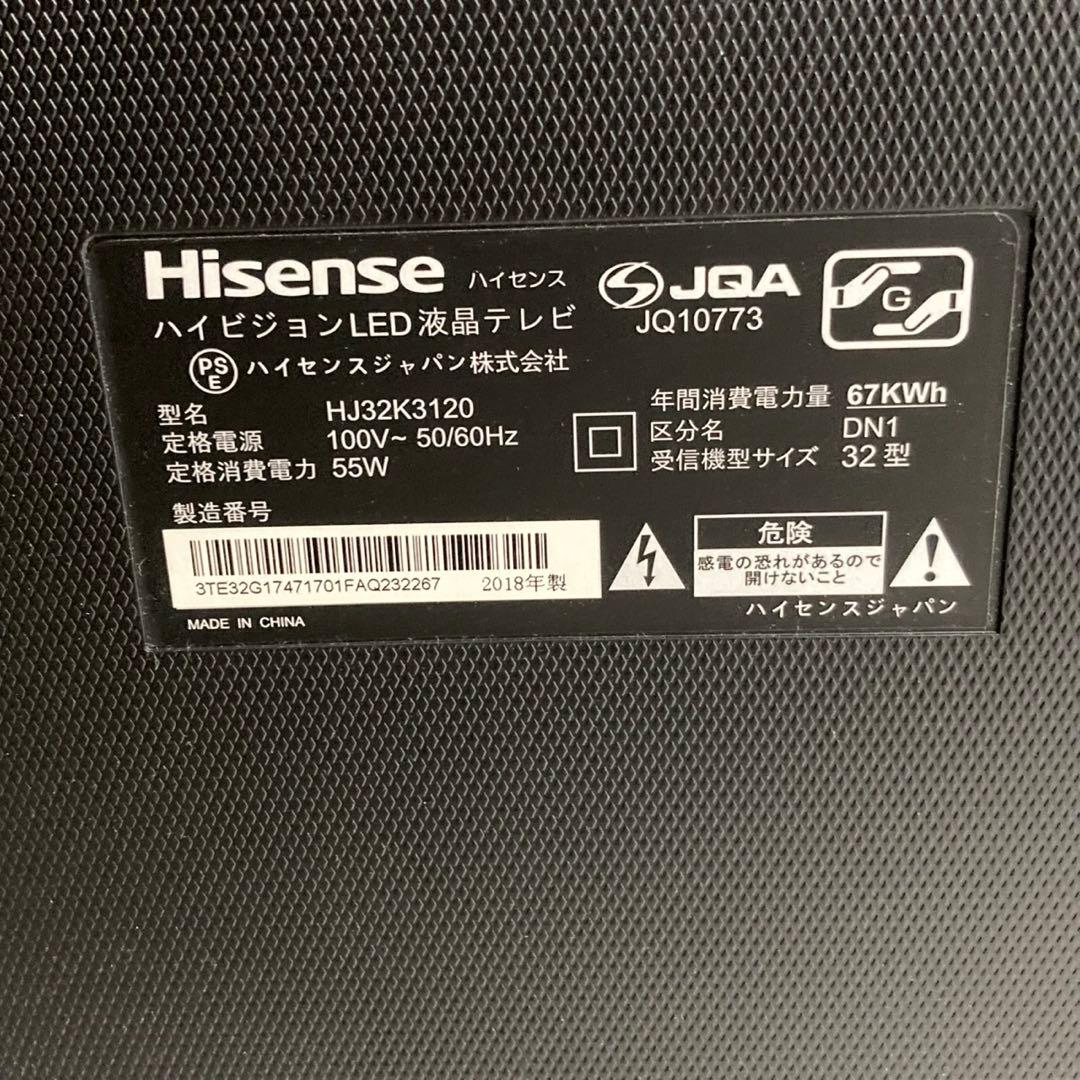 Hisense ハイセンス
JQA
JQ10773
G
ハイビジョンLED液晶テレビ
PSE ハイセンスジャパン株式会社
型名 HJ32K3120
定格電源 100V~ 50/60Hz
定格消費電力 55W
年間消費電力量 67KWh
区分名 DN1
受信機型サイズ 32型
製造番号
3TE32G17471701FAQ232267 2018年製
MADE IN CHINA
危険
感電の恐れがあるので
開けないこと
ハイセンスジャパン